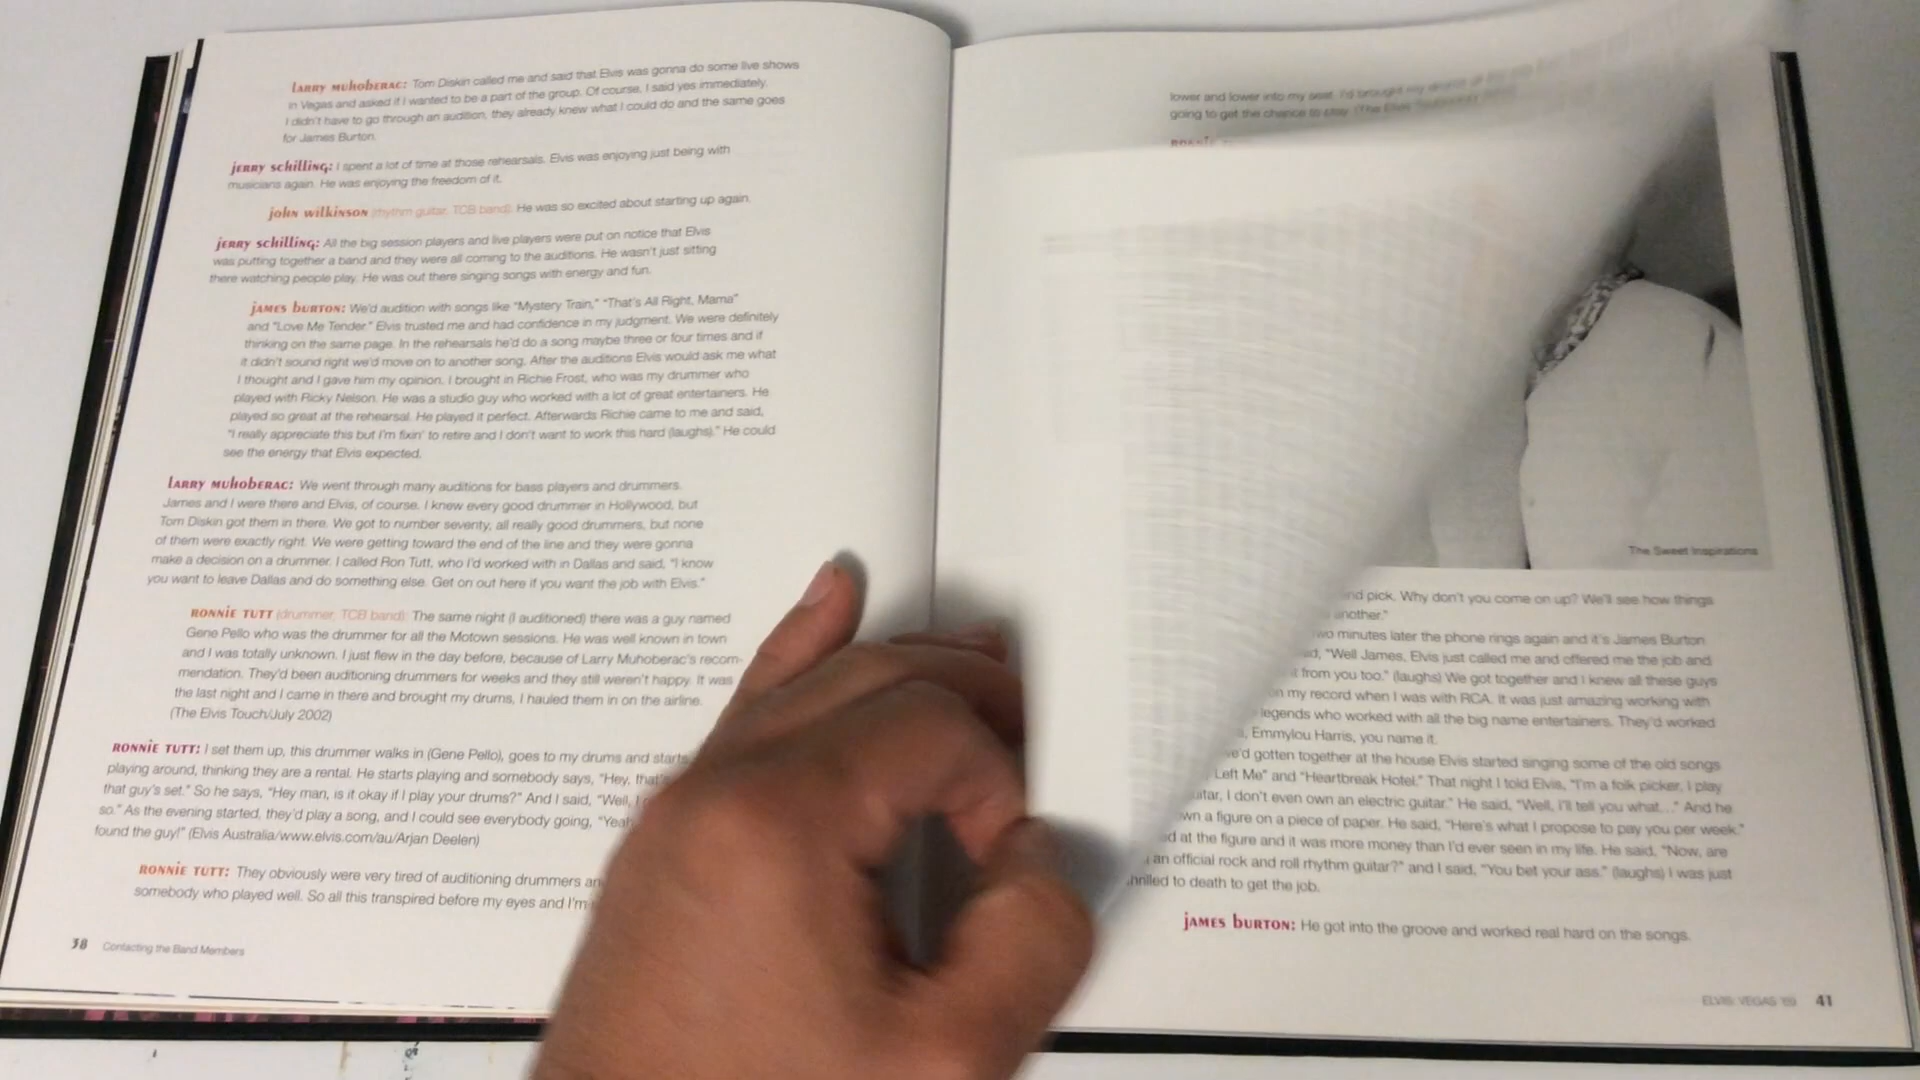 Larry Muhoberac: Tom Diskin called me and said that Elvis was gonna do some live shows
in Vegas and asked if I wanted to be a part of the group. Of course, I said yes immediately.
I didn't have to go through an audition, they already knew what I could do and the same goes
for James Burton.
Jerry Schilling: I spent a lot of time at those rehearsals. Elvis was enjoying just being with
musicians again. He was enjoying the freedom of it.
John Wilkinson (rhythm guitar, TCB band): He was so excited about starting up again.
Jerry Schilling: All the big session players and live players were put on notice that Elvis
was putting together a band and they were all coming to the auditions. He wasn't just sitting
there watching people play. He was out there singing songs with energy and fun.
James Burton: We'd audition with songs like "Mystery Train," "That's All Right, Mama"
and "Love Me Tender." Elvis trusted me and had confidence in my judgment. We were definitely
thinking on the same page. In the rehearsals he'd do a song maybe three or four times and if
it didn't sound right we'd move on to another song. After the auditions Elvis would ask me what
I thought and I gave him my opinion. I brought in Richie Frost, who was my drummer who
played with Ricky Nelson. He was a studio guy who worked with a lot of great entertainers. He
played so great at the rehearsal. He played it perfect. Afterwards Richie came to me and said,
"I really appreciate this but I'm fixin' to retire and I don't want to work this hard (laughs)." He could
see the energy that Elvis expected.
Larry Muhoberac: We went through many auditions for bass players and drummers.
James and I were there and Elvis, of course. I knew every good drummer in Hollywood, but
Tom Diskin got them in there. We got to number seventy, all really good drummers, but none
of them were exactly right. We were getting toward the end of the line and they were gonna
make a decision on a drummer. I called Ron Tutt, who I'd worked with in Dallas and said, "I know
you want to leave Dallas and do something else. Get on out here if you want the job with Elvis."
Ronnie Tutt (drummer, TCB band): The same night (I auditioned) there was a guy named
Gene Pello who was the drummer for all the Motown sessions. He was well known in town
and I was totally unknown. I just flew in the day before, because of Larry Muhoberac's recom-
mendation. They'd been auditioning drummers for weeks and they still weren't happy. It was
the last night and I came in there and brought my drums, I hauled them in on the airline.
(The Elvis Touch/July 2002)
Ronnie Tutt: I set them up, this drummer walks in (Gene Pello), goes to my drums and starts
playing around, thinking they are a rental. He starts playing and somebody says, "Hey, that's
that guy's set." So he says, "Hey man, is it okay if I play your drums?" And I said, "Well, I
so." As the evening started, they'd play a song, and I could see everybody going, "Yeah
found the guy!" (Elvis Australia/www.elvis.com/au/Arjan Deelen)
Ronnie Tutt: They obviously were very tired of auditioning drummers an
somebody who played well. So all this transpired before my eyes and I'm
38 Contacting the Band Members
lower and lower into my seat. I'd brought my drums
going to get the chance to play.
The Sweet Inspirations
nd pick. Why don't you come on up? We'll see how things
another."
wo minutes later the phone rings again and it's James Burton
id, "Well James, Elvis just called me and offered me the job and
it from you too." (laughs) We got together and I knew all these guys
n my record when I was with RCA. It was just amazing working with
legends who worked with all the big name entertainers. They'd worked
a, Emmylou Harris, you name it.
ve'd gotten together at the house Elvis started singing some of the old songs
Left Me" and "Heartbreak Hotel." That night I told Elvis, "I'm a folk picker, I play
uitar, I don't even own an electric guitar." He said, "Well, I'll tell you what..." And he
own a figure on a piece of paper. He said, "Here's what I propose to pay you per week."
ed at the figure and it was more money than I'd ever seen in my life. He said, "Now, are
an official rock and roll rhythm guitar?" and I said, "You bet your ass." (laughs) I was just
hrilled to death to get the job.
James Burton: He got into the groove and worked real hard on the songs.
ELVIS: VEGAS '69 41